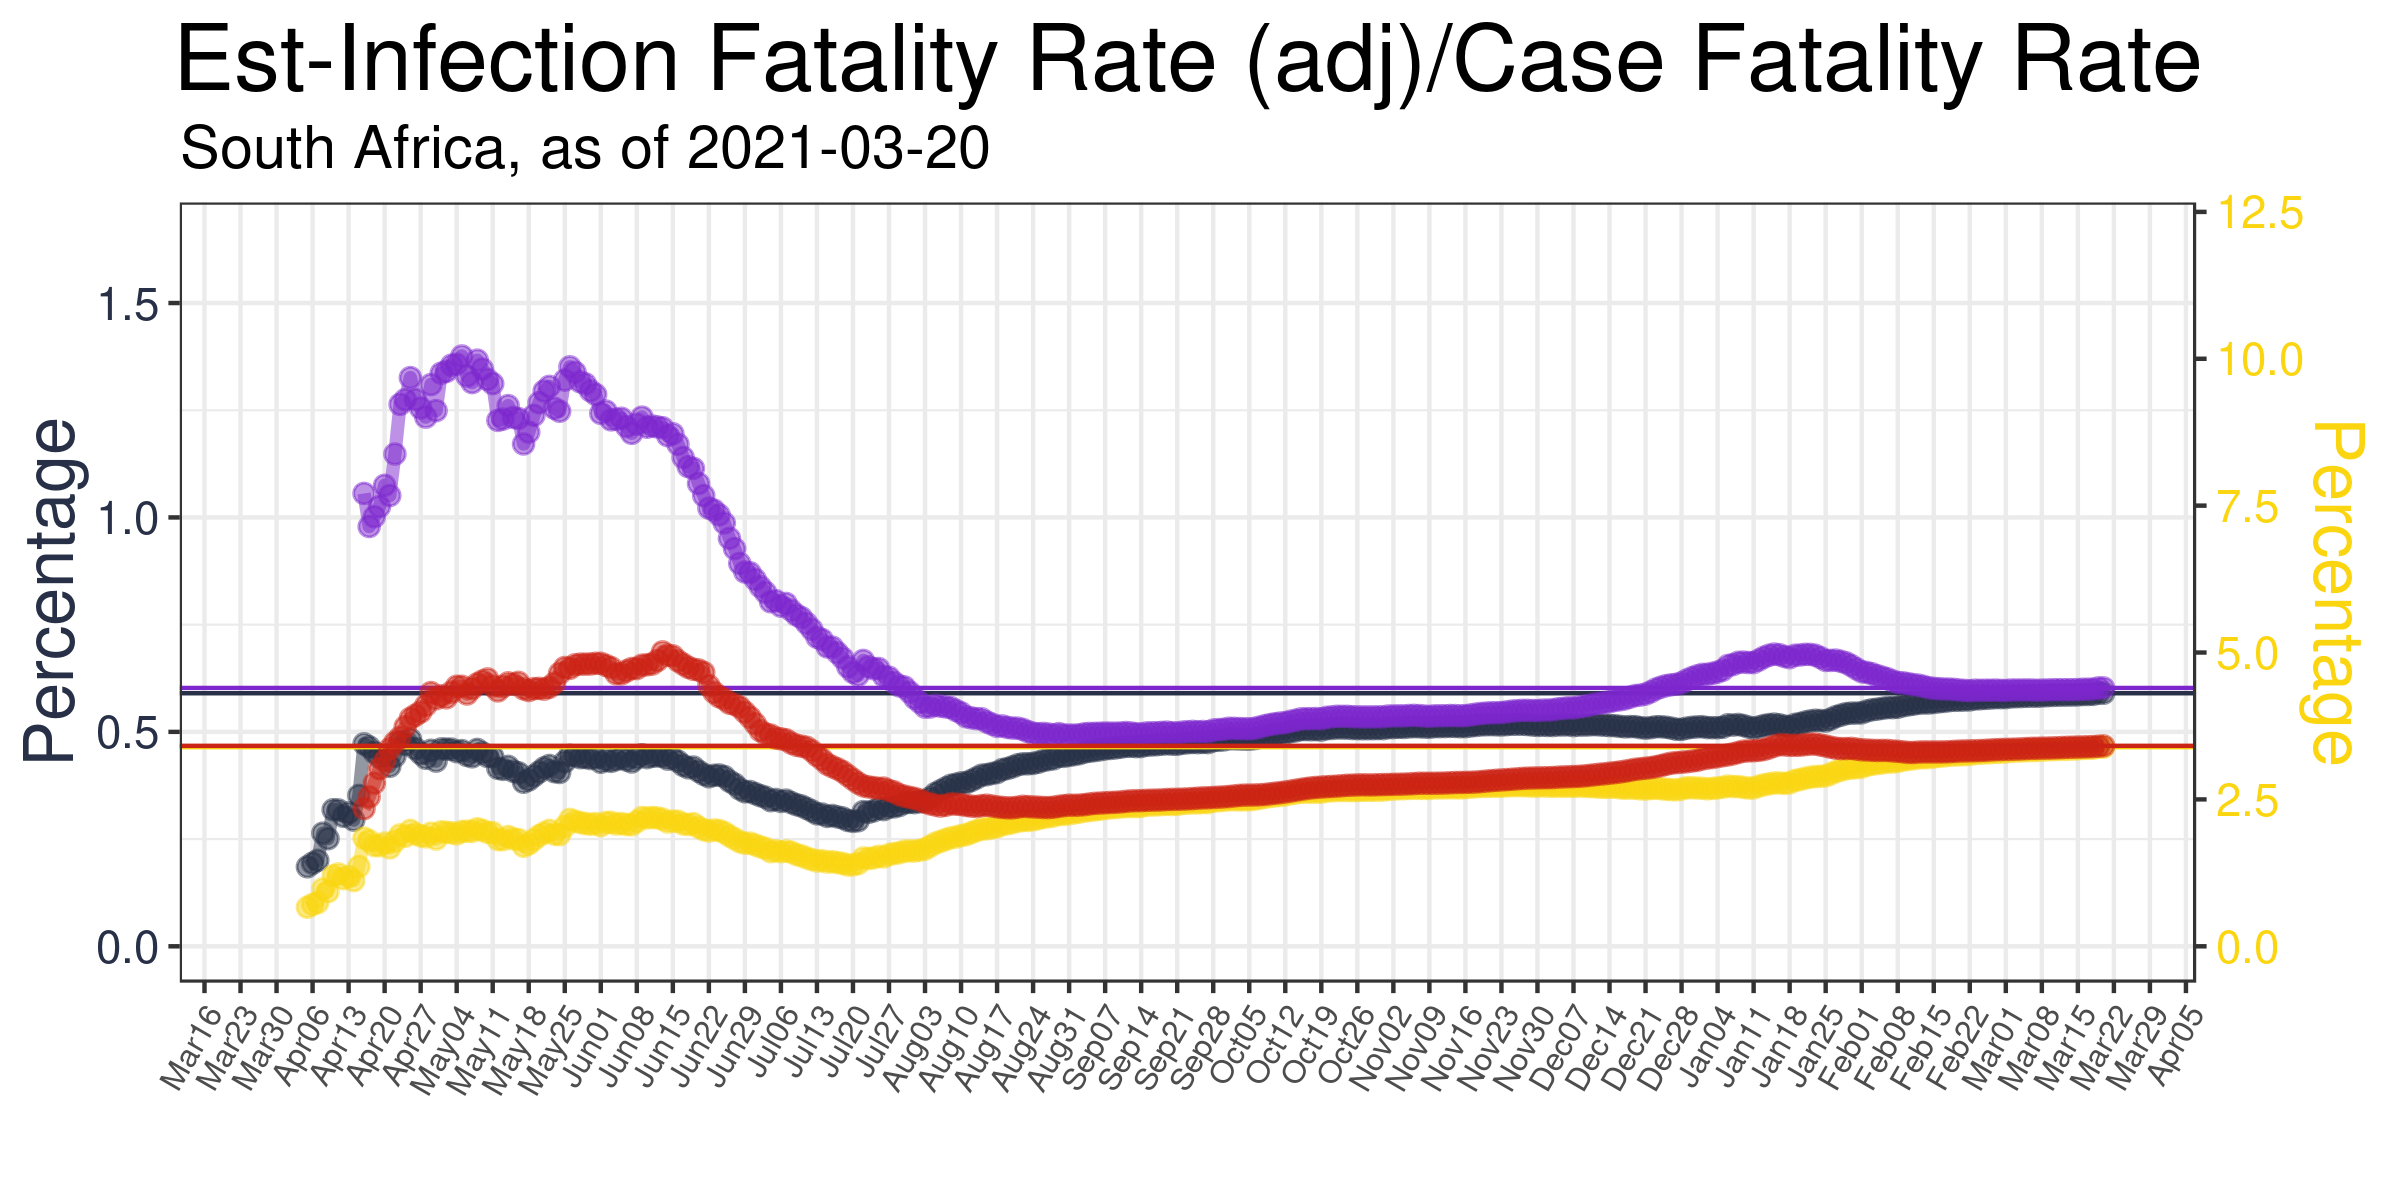 Est-Infection Fatality Rate (adj)/Case Fatality Rate
South Africa, as of 2021-03-20
Percentage
1.5
1.0
0.5
0.0
12.5
10.0
7.5
5.0
2.5
0.0
Percentage
Mar16
Mar23
Mar30
Apr06
Apr13
Apr20
Apr27
May04
May11
May18
May25
Jun01
Jun08
Jun15
Jun22
Jun29
Jul06
Jul13
Jul20
Jul27
Aug03
Aug10
Aug17
Aug24
Aug31
Sep07
Sep14
Sep21
Sep28
Oct05
Oct12
Oct19
Oct26
Nov02
Nov09
Nov16
Nov23
Nov30
Dec07
Dec14
Dec21
Dec28
Dec04
Jan11
Jan18
Jan25
Feb01
Feb08
Feb15
Feb22
Mar01
Mar08
Mar15
Mar22
Mar29
Apr05